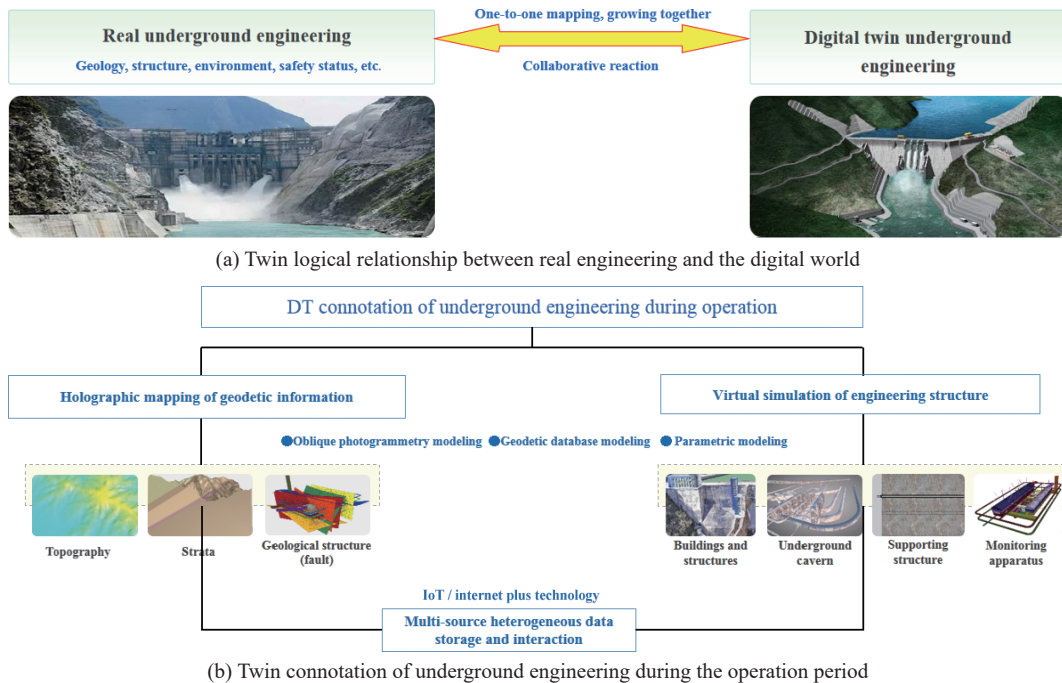 Real underground engineering
Geology, structure, environment, safety status, etc.
One-to-one mapping, growing together
Collaborative reaction
Digital twin underground
engineering
(a) Twin logical relationship between real engineering and the digital world
DT connotation of underground engineering during operation
Holographic mapping of geodetic information
Virtual simulation of engineering structure
Oblique photogrammetry modeling
Geodetic database modeling
Parametric modeling
Topography
Strata
Geological structure
(fault)
Buildings and
structures
Underground
cavern
Supporting
structure
Monitoring
apparatus
IoT / internet plus technology
Multi-source heterogeneous data
storage and interaction
(b) Twin connotation of underground engineering during the operation period